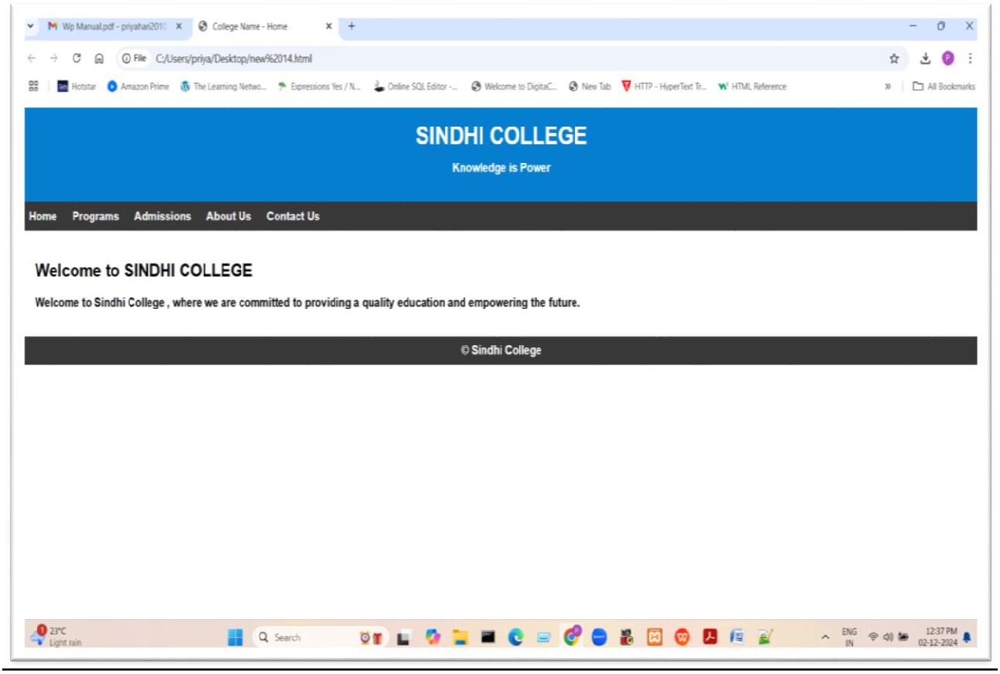 Wp Manual.pdf - priyahari2010 College Name - Home
File C:/Users/priya/Desktop/new%2014.html
Hotstar Amazon Prime The Learning Netwo... Expressions Yes / N... Online SQL Editor -... Welcome to DigitaC... New Tab HTTP - HyperText Tr... HTML Reference » All Bookmarks
SINDHI COLLEGE
Knowledge is Power
Home Programs Admissions About Us Contact Us
Welcome to SINDHI COLLEGE
Welcome to Sindhi College , where we are committed to providing a quality education and empowering the future.
© Sindhi College
23°C
Light rain
Search
ENG
IN
12:37 PM
02-12-2024